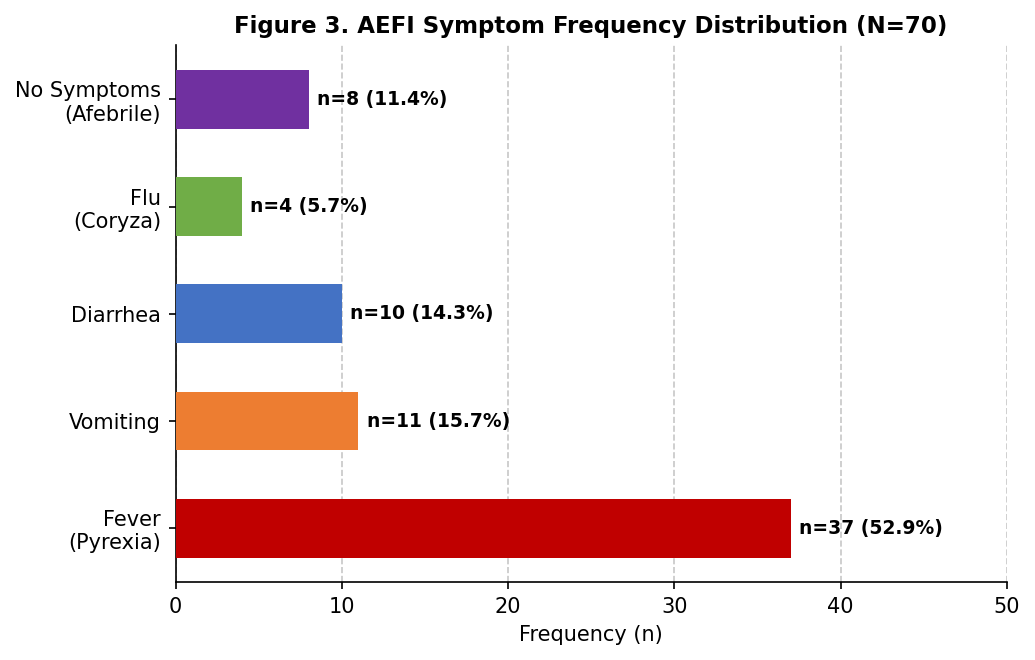 Figure 3. AEFI Symptom Frequency Distribution (N=70)
No Symptoms
(Afebrile)
n=8 (11.4%)
Flu
(Coryza)
n=4 (5.7%)
Diarrhea
n=10 (14.3%)
Vomiting
n=11 (15.7%)
Fever
(Pyrexia)
n=37 (52.9%)
0 10 20 30 40 50
Frequency (n)